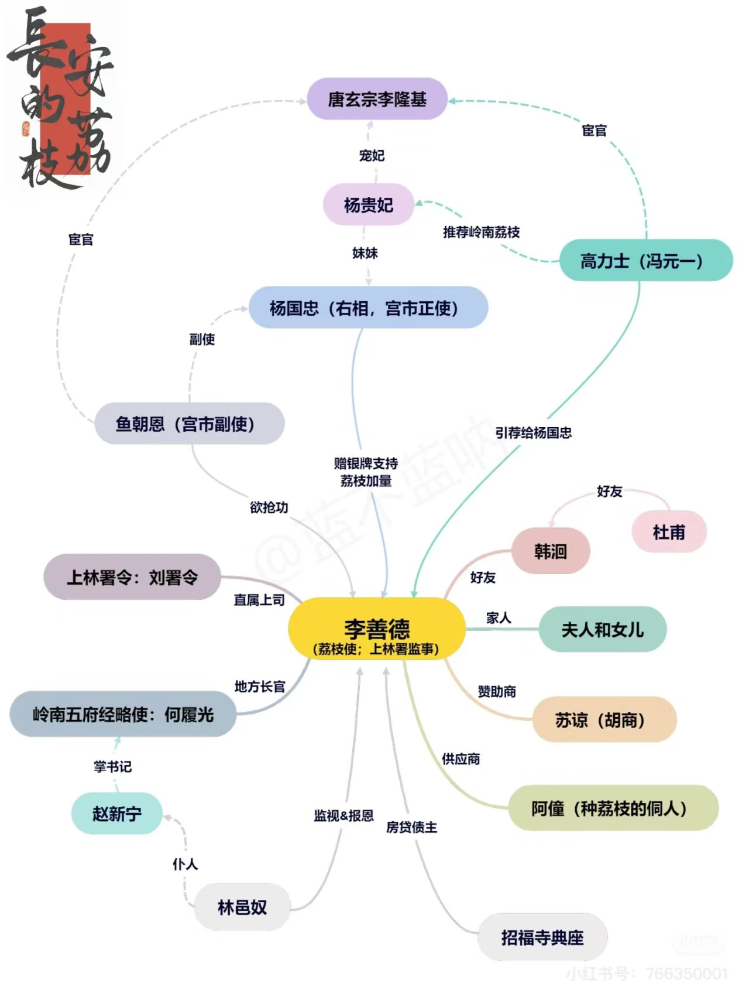 長安的荔枝
唐玄宗李隆基
宦官
宠妃
杨贵妃
推荐岭南荔枝
宦官
妹妹
高力士（冯元一）
杨国忠（右相，宫市正使）
副使
鱼朝恩（宫市副使）
引荐给杨国忠
赠银牌支持
荔枝加量
好友
欲抢功
杜甫
韩洄
上林署令：刘署令
好友
直属上司
家人
李善德
（荔枝使；上林署监事）
夫人和女儿
地方长官
赞助商
岭南五府经略使：何履光
苏谅（胡商）
供应商
掌书记
阿僮（种荔枝的侗人）
赵新宁
监视&报恩
房贷债主
仆人
林邑奴
招福寺典座
@蓝不蓝呐
小红书
小红书号：766350001